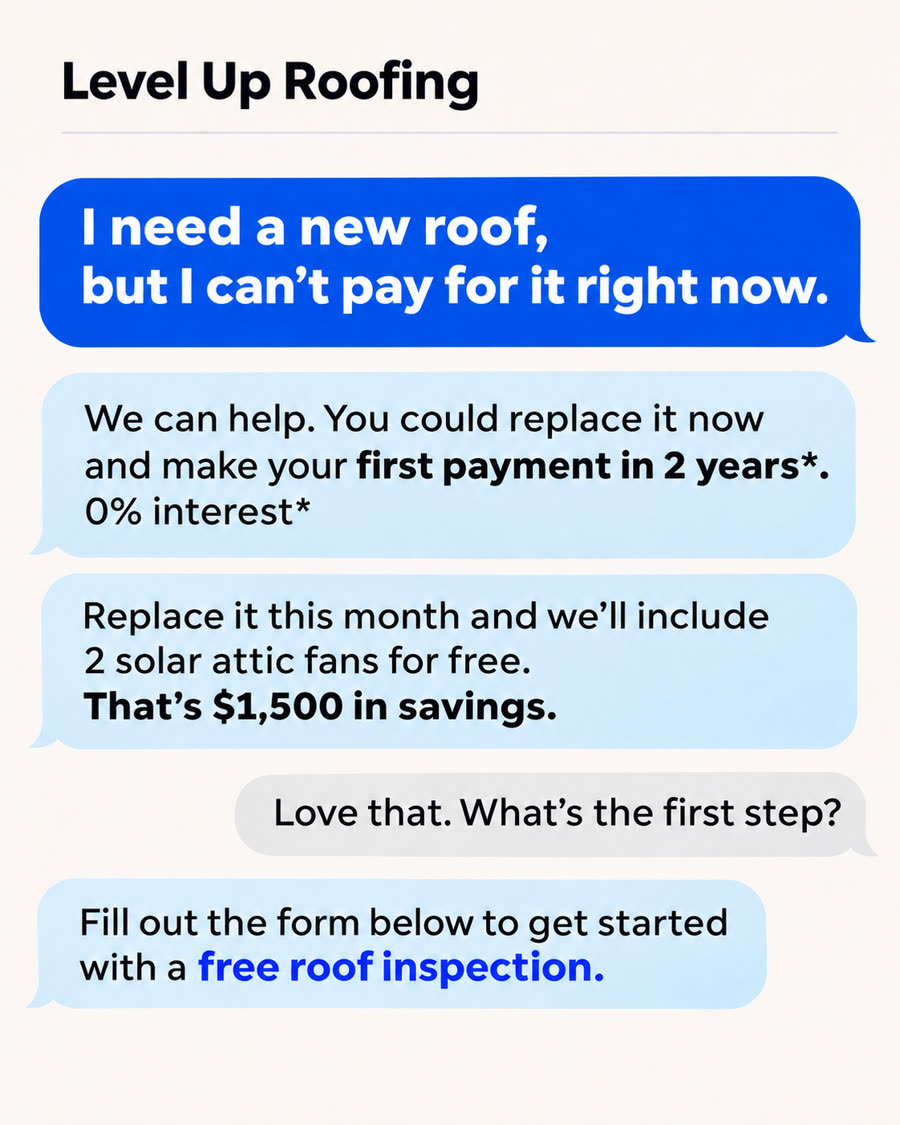 Level Up Roofing
I need a new roof,
but I can’t pay for it right now.
We can help. You could replace it now
and make your first payment in 2 years*.
0% interest*
Replace it this month and we’ll include
2 solar attic fans for free.
That’s $1,500 in savings.
Love that. What’s the first step?
Fill out the form below to get started
with a free roof inspection.